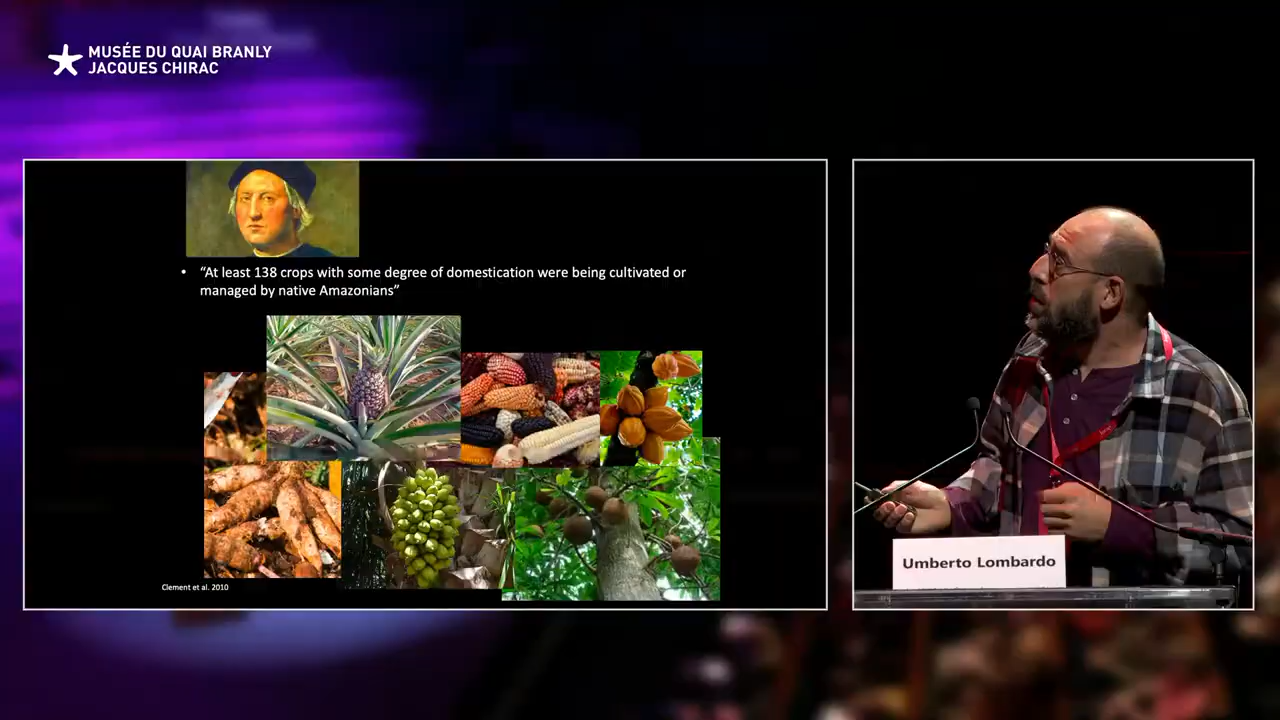 MUSÉE DU QUAI BRANLY
JACQUES CHIRAC
• “At least 138 crops with some degree of domestication were being cultivated or
managed by native Amazonians”
Clement et al. 2010
Umberto Lombardo